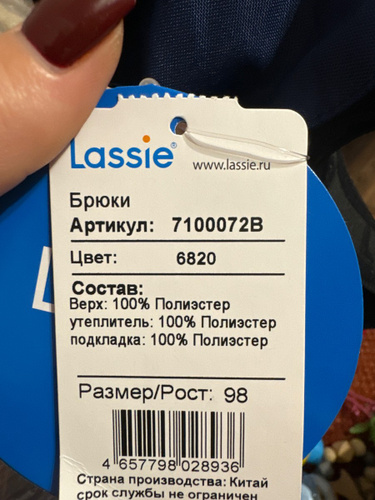 Lassie® www.lassie.ru
Брюки
Артикул: 7100072B
Цвет: 6820
Состав:
Верх: 100% Полиэстер
утеплитель: 100% Полиэстер
подкладка: 100% Полиэстер
Размер/Рост: 98
4 657798 028936
Страна производства: Китай
срок службы не ограничен
L